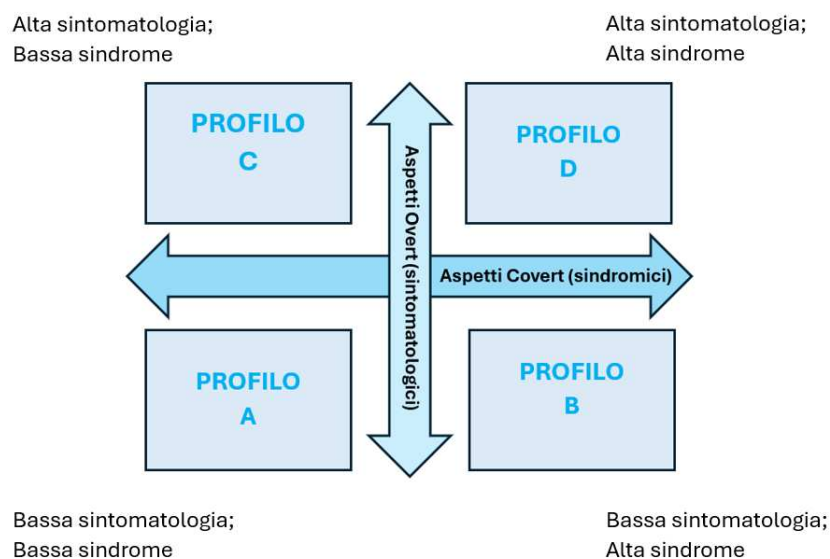 Alta sintomatologia;
Bassa sindrome
Alta sintomatologia;
Alta sindrome
PROFILO
C
PROFILO
D
Aspetti Overt (sintomatologici)
Aspetti Covert (sindromici)
PROFILO
A
PROFILO
B
Bassa sintomatologia;
Bassa sindrome
Bassa sintomatologia;
Alta sindrome